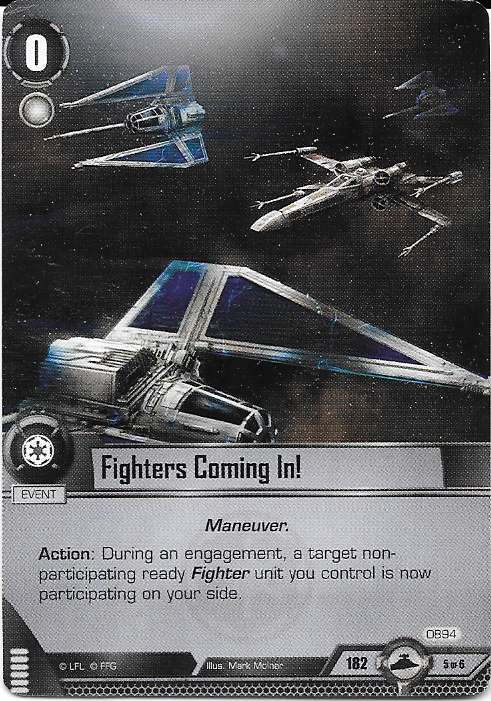 0
Fighters Coming In!
EVENT
Maneuver.
Action: During an engagement, a target non-
participating ready Fighter unit you control is now
participating on your side.
0894
© LFL © FFG
Illus. Mark Molnar
182
5 OF 6